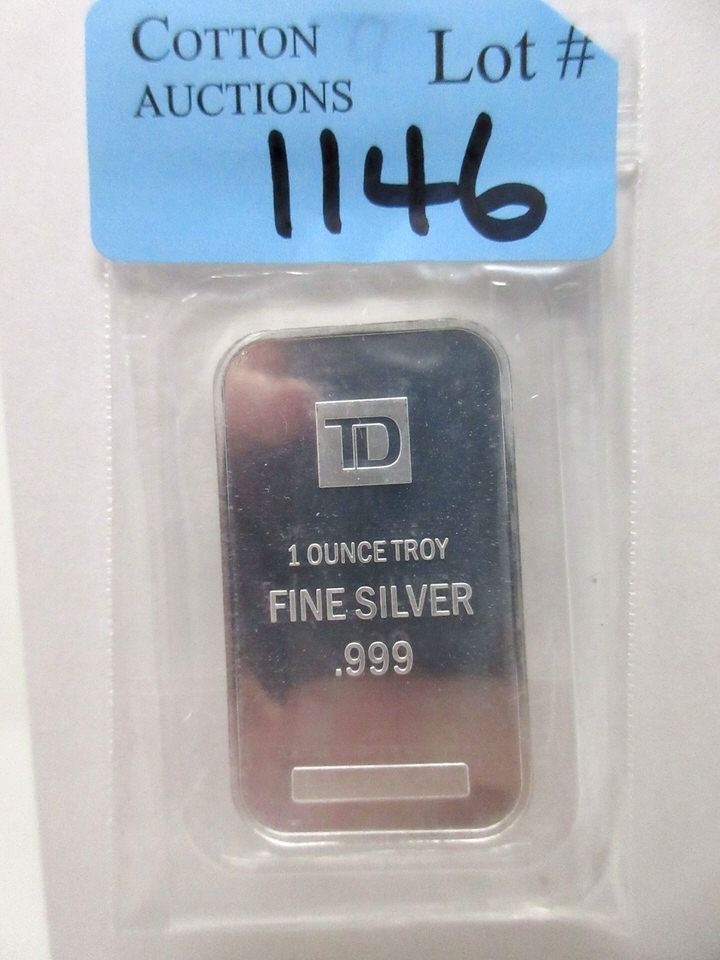 COTTON
AUCTIONS
Lot #
1146
TD
1 OUNCE TROY
FINE SILVER
.999